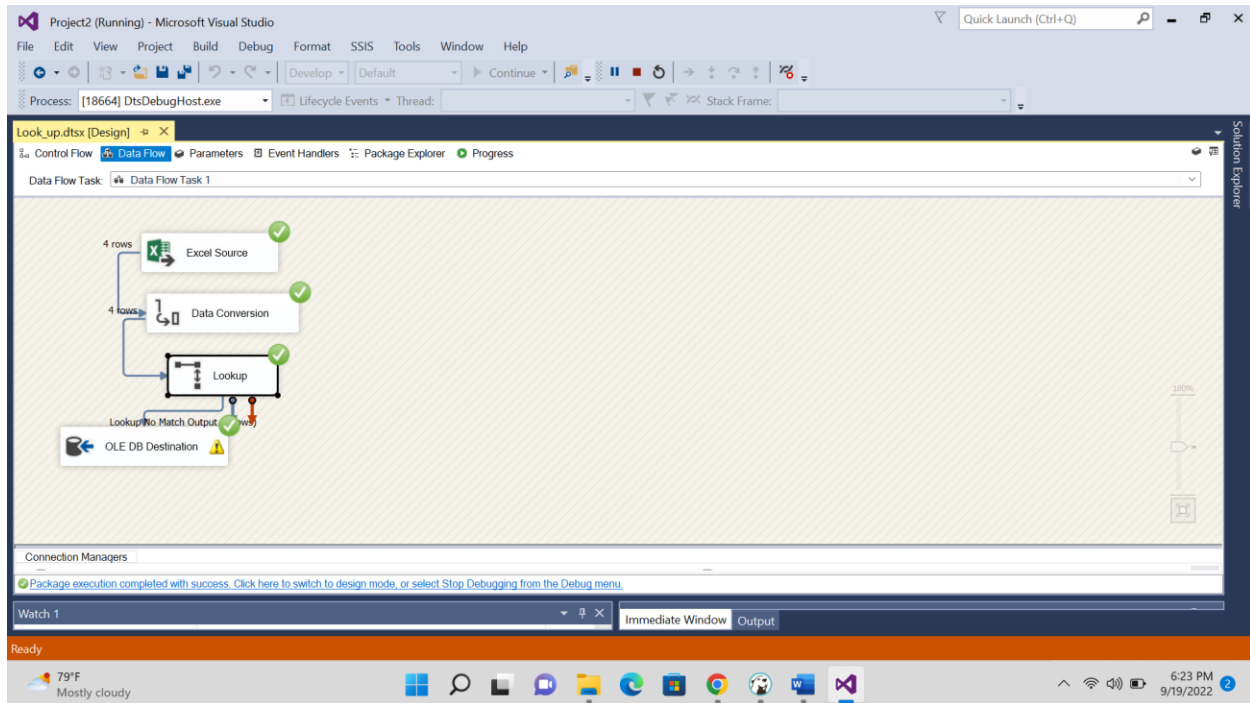 Project2 (Running) - Microsoft Visual Studio
Quick Launch (Ctrl+Q)
File Edit View Project Build Debug Format SSIS Tools Window Help
Develop Default Continue
Process: [18664] DtsDebugHost.exe Lifecycle Events Thread: Stack Frame:
Look_up.dtsx [Design]
Solution Explorer
Control Flow Data Flow Parameters Event Handlers Package Explorer Progress
Data Flow Task: Data Flow Task 1
4 rows
Excel Source
4 rows
Data Conversion
Lookup
100%
Lookup No Match Output
OLE DB Destination
Connection Managers
Package execution completed with success. Click here to switch to design mode, or select Stop Debugging from the Debug menu.
Watch 1
Immediate Window Output
Ready
79°F
Mostly cloudy
6:23 PM
9/19/2022
2